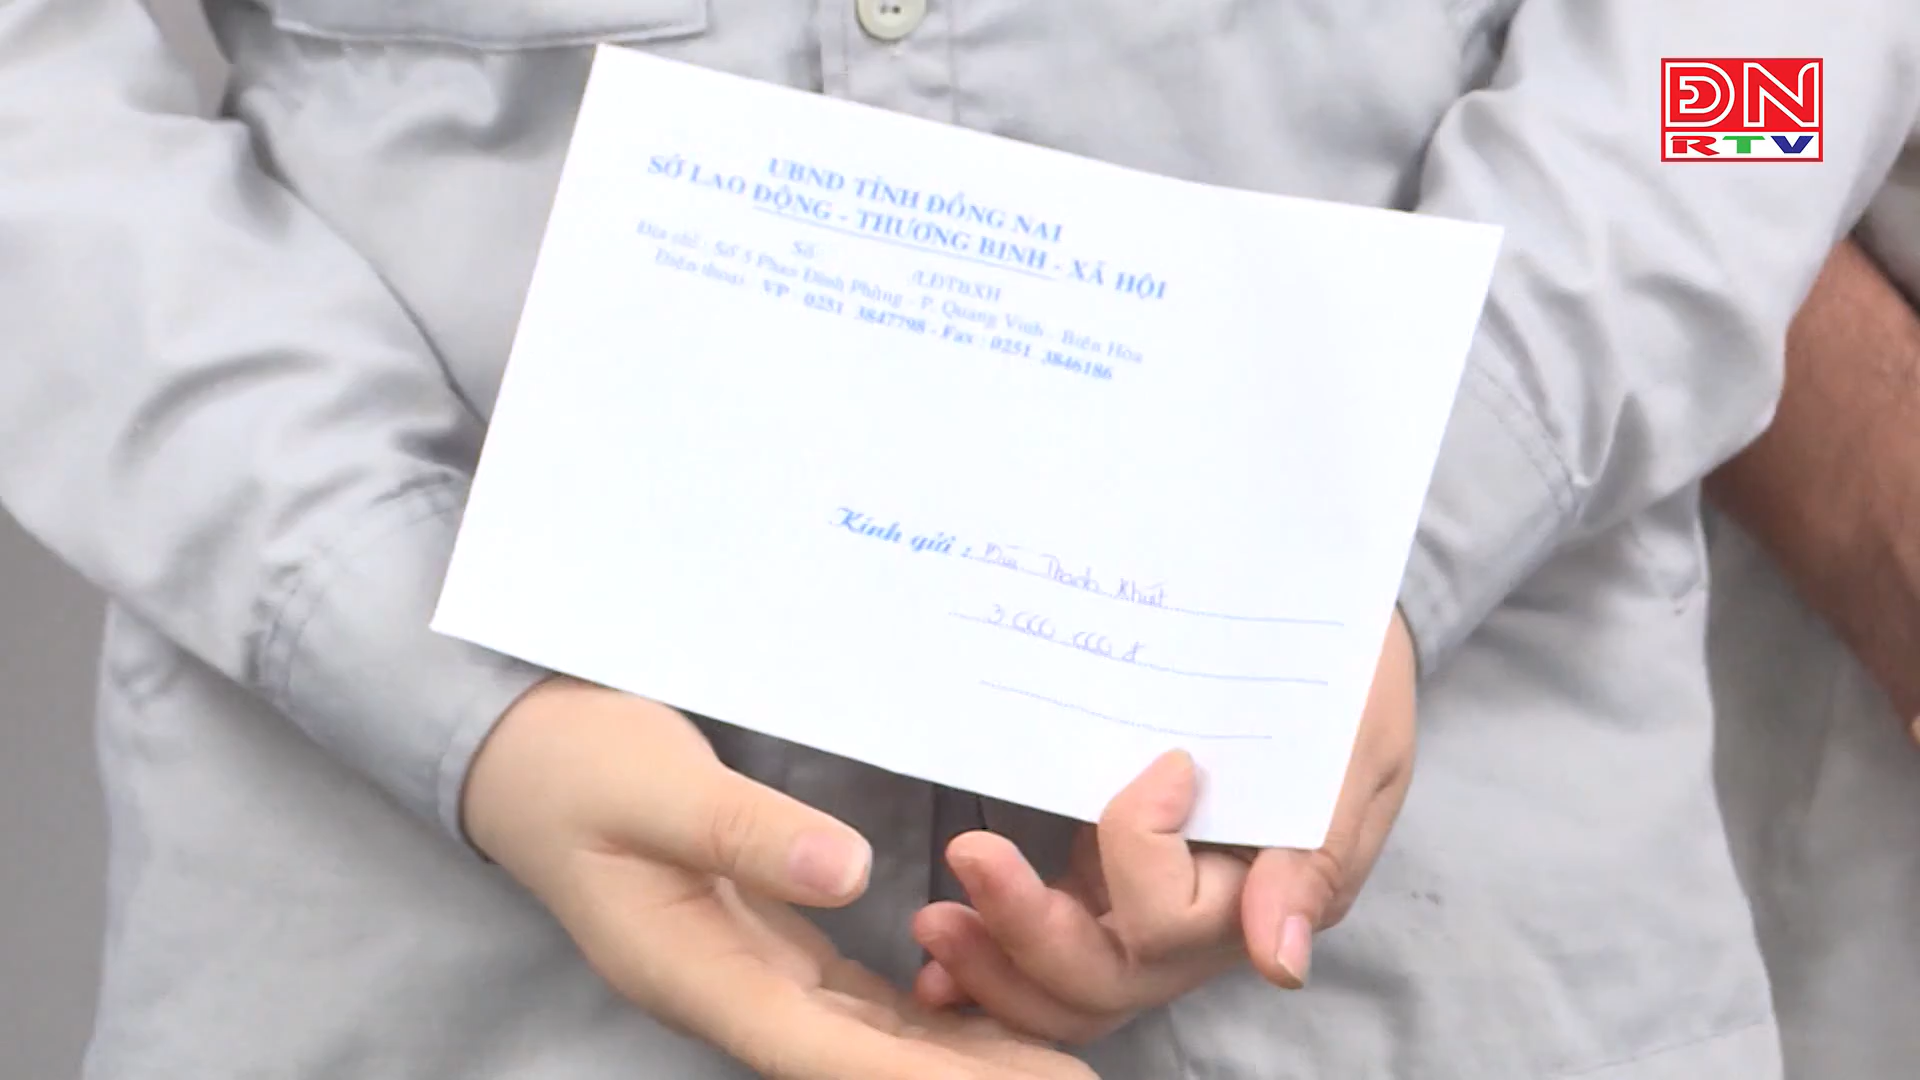 ĐN
RTV
UBND TỈNH ĐỒNG NAI
SỞ LAO ĐỘNG - THƯƠNG BINH - XÃ HỘI
Số: /LĐTBXH
Địa chỉ : Số 5 Phan Đình Phùng - P. Quang Vinh - Biên Hòa
Điện thoại : VP : 0251 3847798 - Fax : 0251 3846186
Kính gửi : Thanh
3 000 000 đ